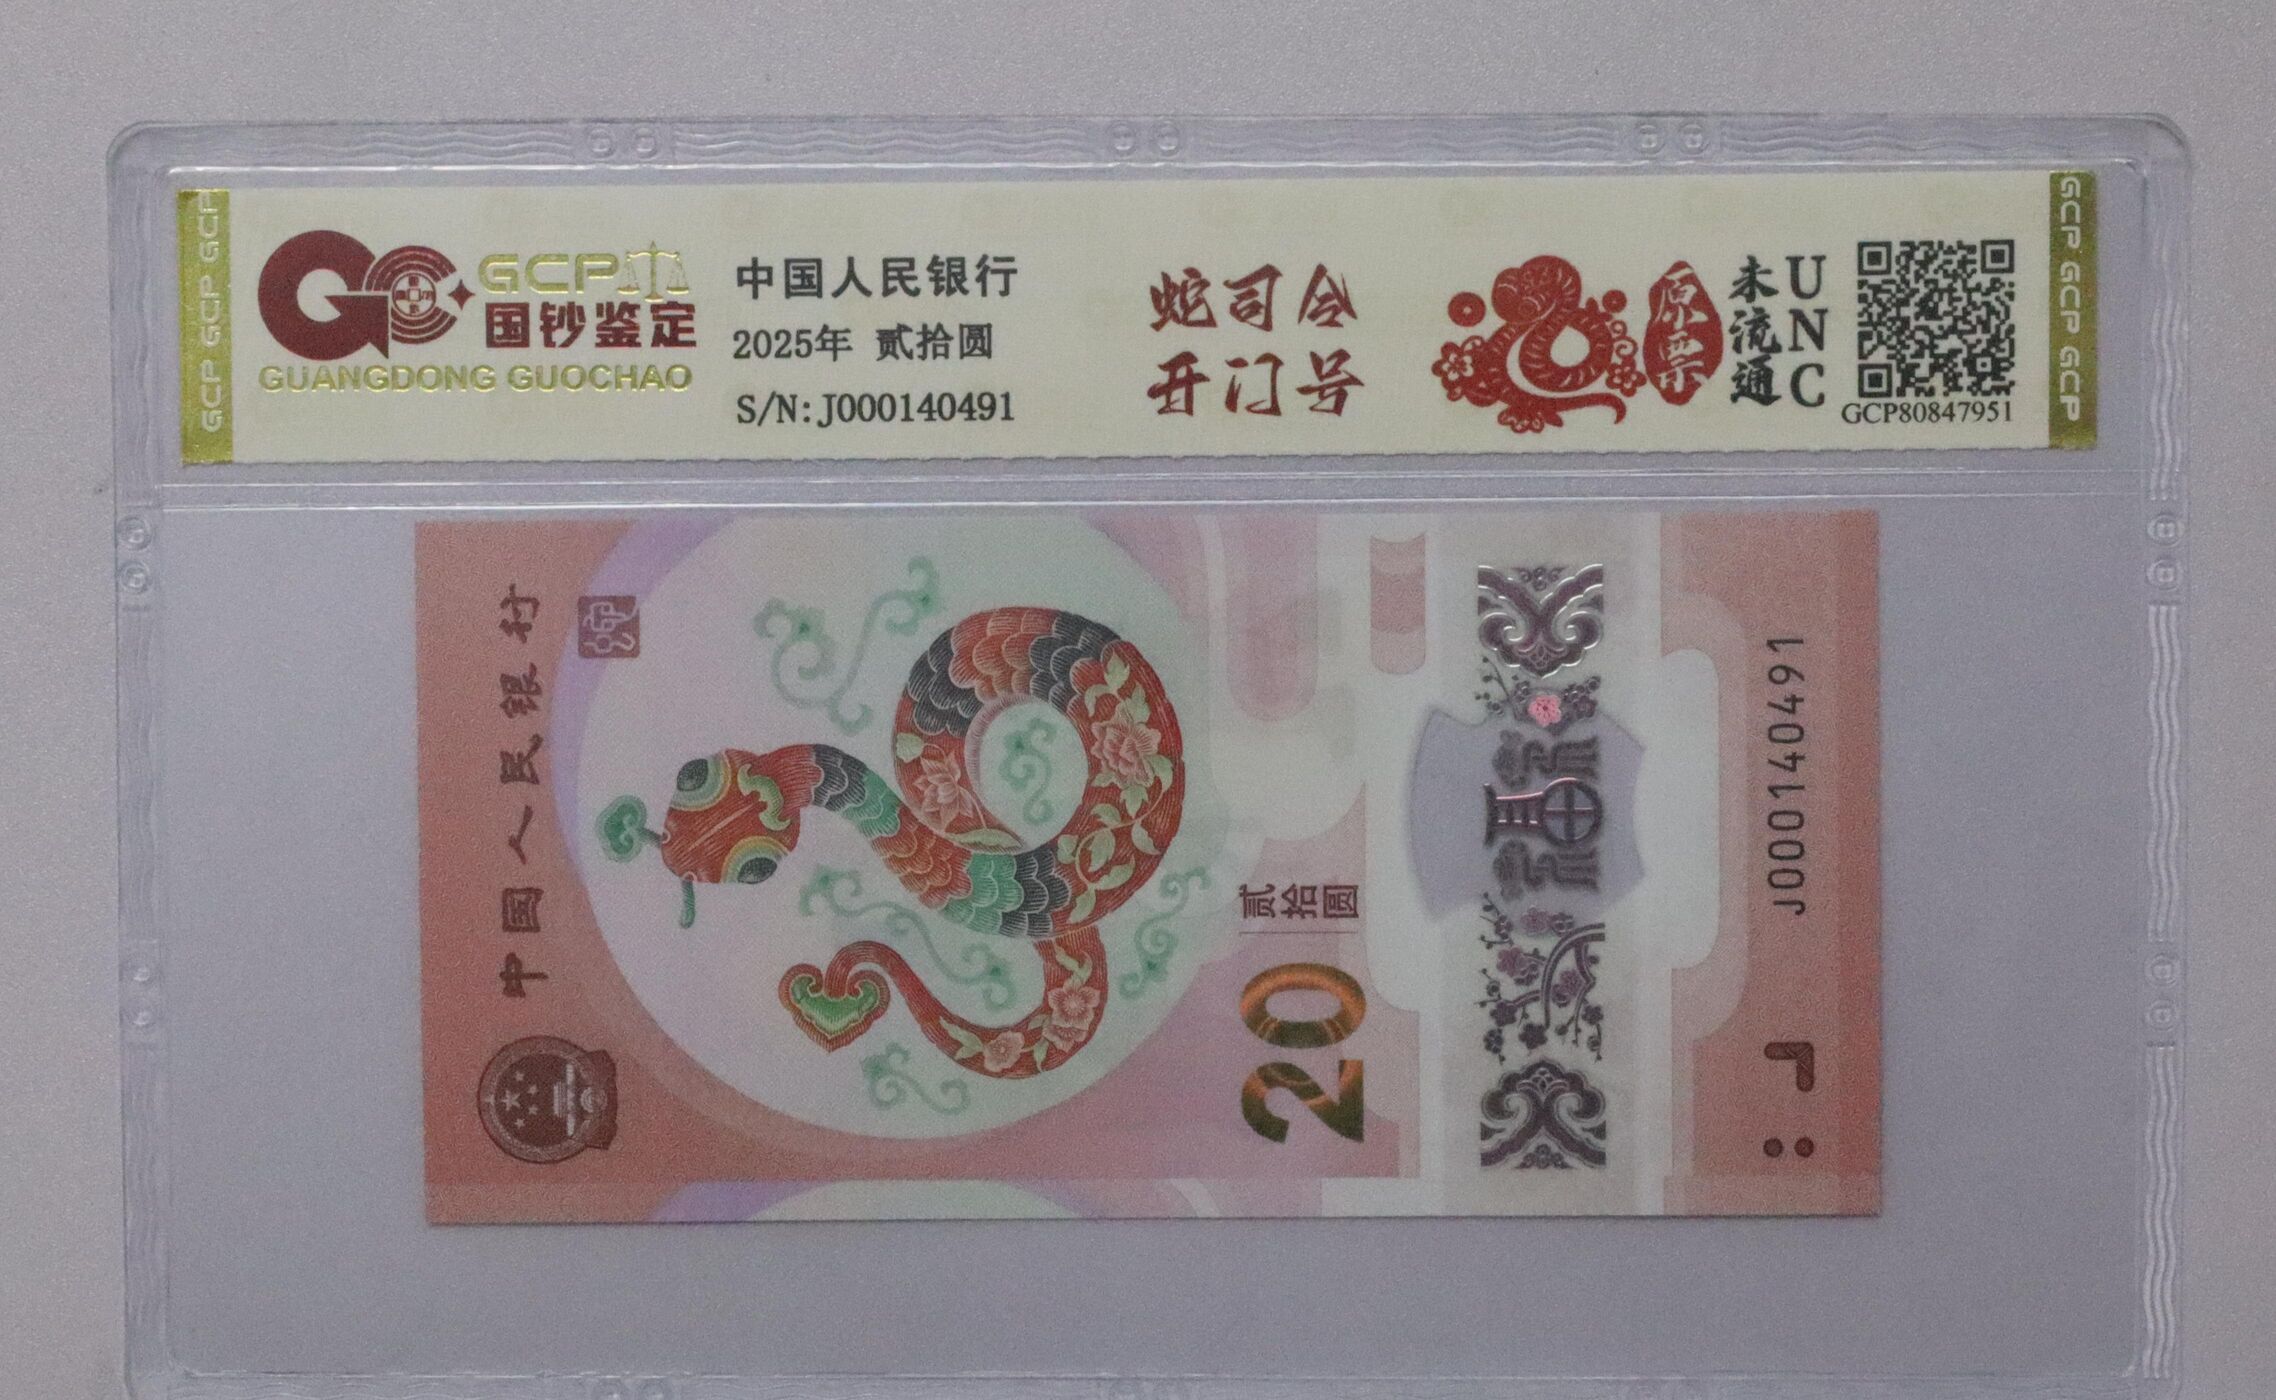 GCP GCP GCP
GCP
国钞鉴定
GUANGDONG GUOCHAO
中国人民银行
2025年 贰拾圆
S/N:J000140491
蛇司令
开门号
原票
未流通
UNC
GCP80847951
GCP GCP GCP
中国人民银行
贰拾圆
20
福
J000140491